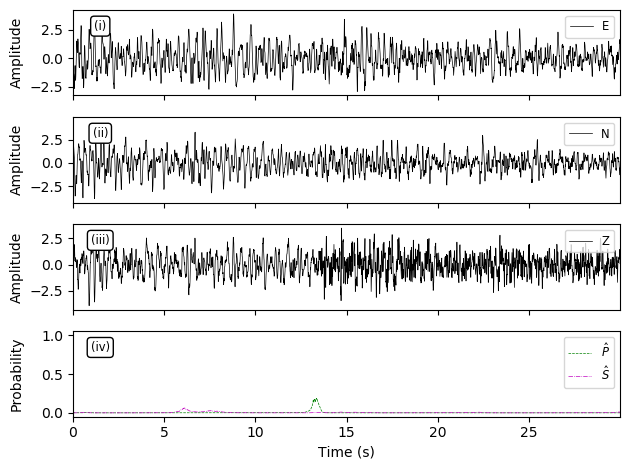 Amplitude
2.5
0.0
−2.5
(i)
E
Amplitude
2.5
0.0
−2.5
(ii)
N
Amplitude
2.5
0.0
−2.5
(iii)
Z
Probability
1.0
0.5
0.0
(iv)
P̂
Ŝ
0 5 10 15 20 25
Time (s)